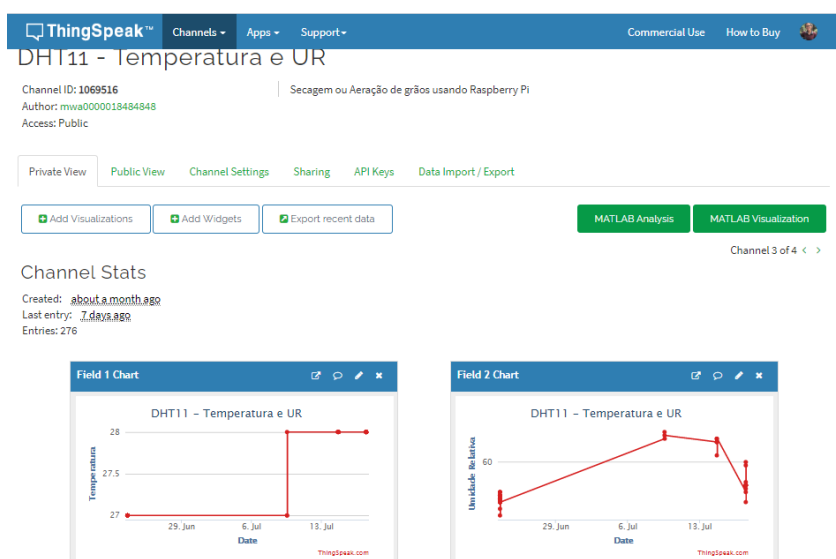 ThingSpeak™ Channels Apps Support Commercial Use How to Buy
DHT11 - Temperatura e UR
Channel ID: 1069516
Author: mwa0000018484848
Access: Public
Secagem ou Aeração de grãos usando Raspberry Pi
Private View Public View Channel Settings Sharing API Keys Data Import / Export
Add Visualizations Add Widgets Export recent data MATLAB Analysis MATLAB Visualization
Channel 3 of 4 < >
Channel Stats
Created: about a month ago
Last entry: 7 days ago
Entries: 276
Field 1 Chart
DHT11 - Temperatura e UR
Temperatura
28
27.5
27
29. Jun 6. Jul 13. Jul
Date
ThingSpeak.com
Field 2 Chart
DHT11 - Temperatura e UR
Umidade Relativa
60
29. Jun 6. Jul 13. Jul
Date
ThingSpeak.com